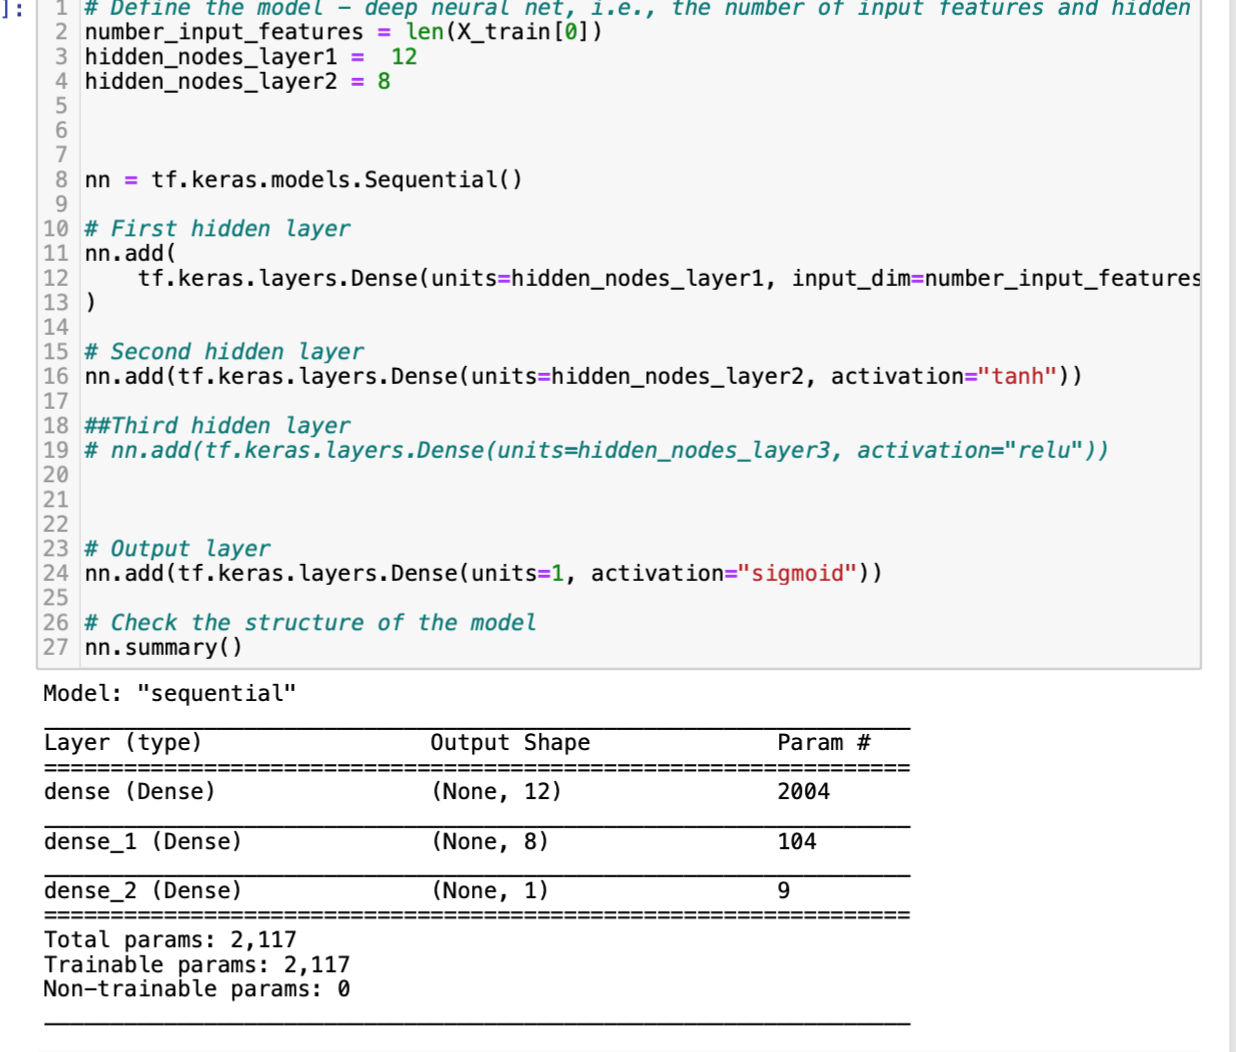 ]:
1 # Define the model - deep neural net, i.e., the number of input features and hidden
2 number_input_features = len(X_train[0])
3 hidden_nodes_layer1 =  12
4 hidden_nodes_layer2 = 8
5
6
7
8 nn = tf.keras.models.Sequential()
9
10 # First hidden layer
11 nn.add(
12     tf.keras.layers.Dense(units=hidden_nodes_layer1, input_dim=number_input_features
13 )
14
15 # Second hidden layer
16 nn.add(tf.keras.layers.Dense(units=hidden_nodes_layer2, activation="tanh"))
17
18 ##Third hidden layer
19 # nn.add(tf.keras.layers.Dense(units=hidden_nodes_layer3, activation="relu"))
20
21
22
23 # Output layer
24 nn.add(tf.keras.layers.Dense(units=1, activation="sigmoid"))
25
26 # Check the structure of the model
27 nn.summary()
Model: "sequential"
Layer (type) Output Shape Param #
dense (Dense) (None, 12) 2004
dense_1 (Dense) (None, 8) 104
dense_2 (Dense) (None, 1) 9
Total params: 2,117
Trainable params: 2,117
Non-trainable params: 0